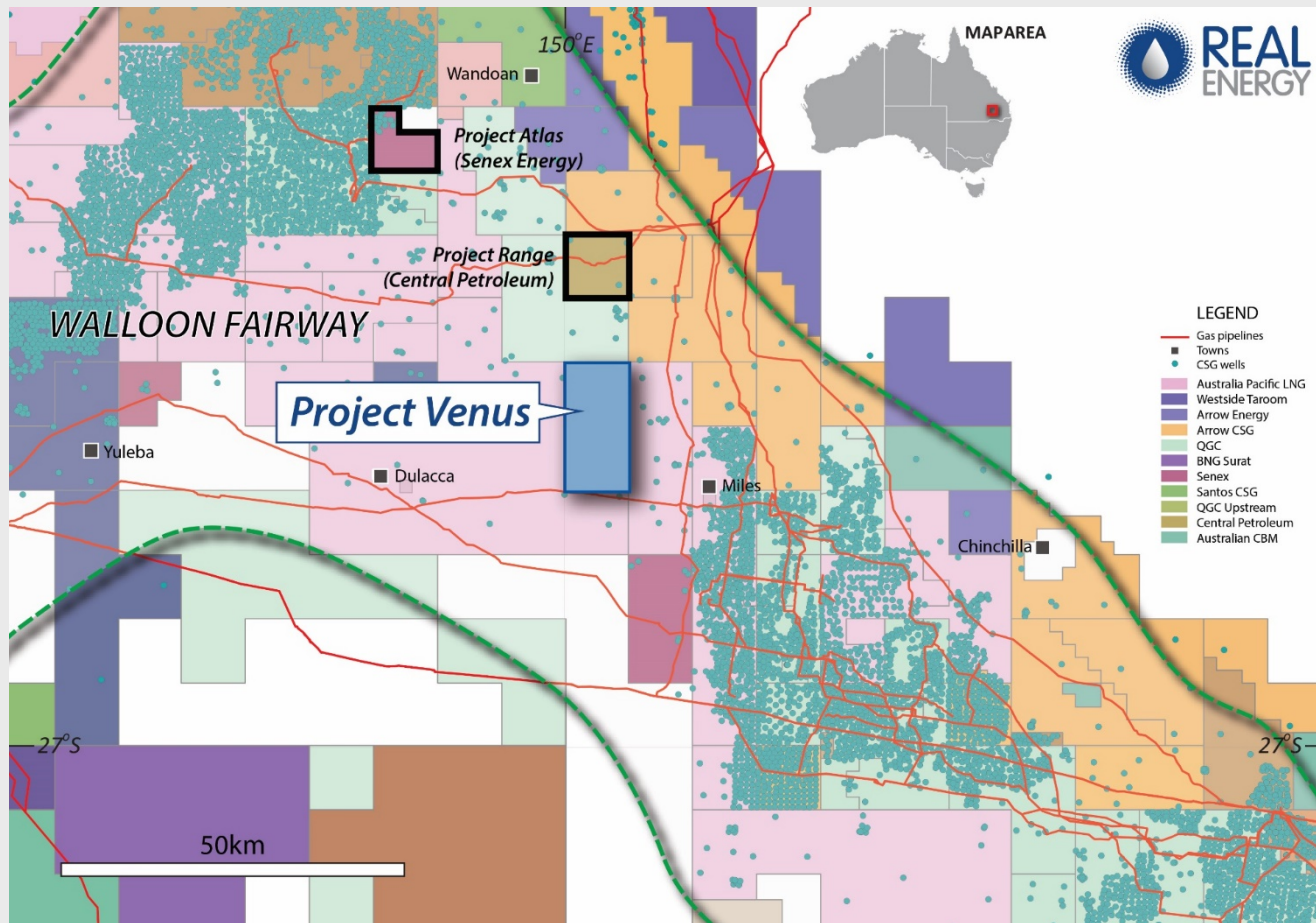 150°E
MAPAREA
REAL
ENERGY
Wandoan
Project Atlas
(Senex Energy)
Project Range
(Central Petroleum)
WALLOON FAIRWAY
Project Venus
Yuleba
Dulacca
Miles
Chinchilla
LEGEND
Gas pipelines
Towns
CSG wells
Australia Pacific LNG
Westside Taroom
Arrow Energy
Arrow CSG
QGC
BNG Surat
Senex
Santos CSG
QGC Upstream
Central Petroleum
Australian CBM
27°S
27°S
50km